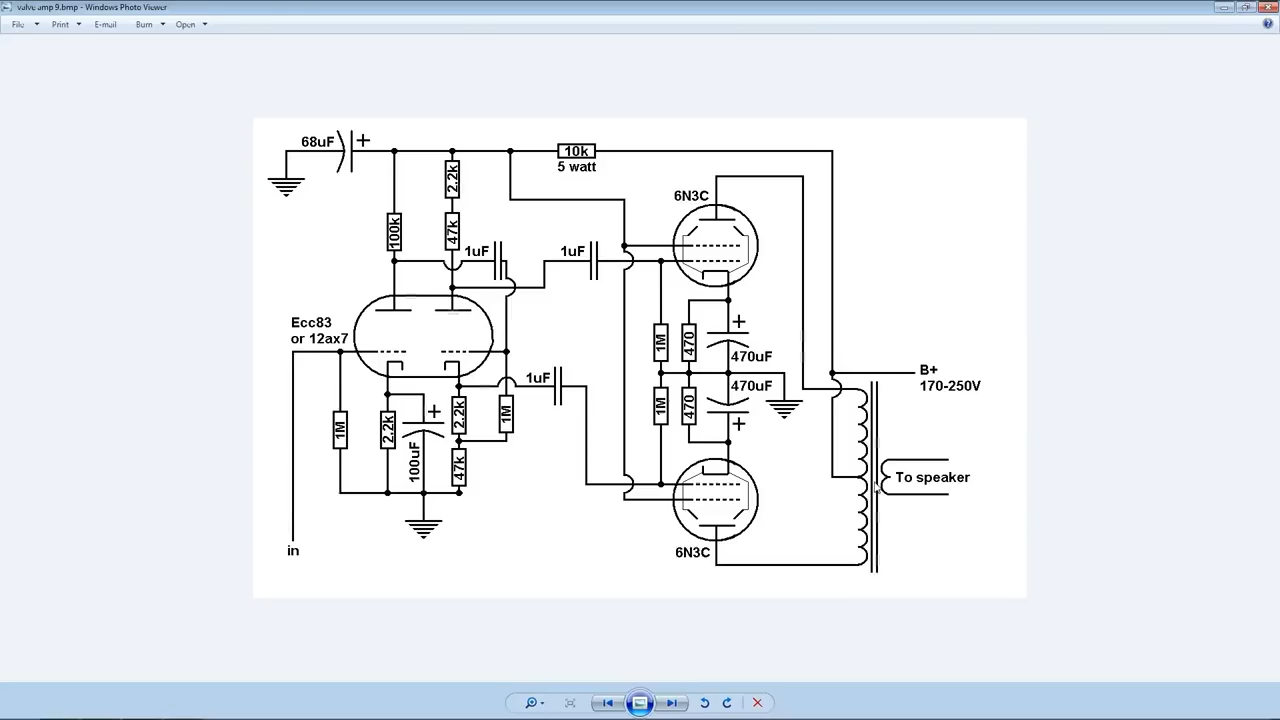 valve amp 9.bmp - Windows Photo Viewer
File Print E-mail Burn Open
68uF +
10k
5 watt
2.2k
6N3C
100k
47k
1uF
1uF
Ecc83
or 12ax7
+
1M
470
470uF
B+
170-250V
1uF
470uF
1M
2.2k
+
100uF
2.2k
1M
1M
470
+
47k
To speaker
in
6N3C